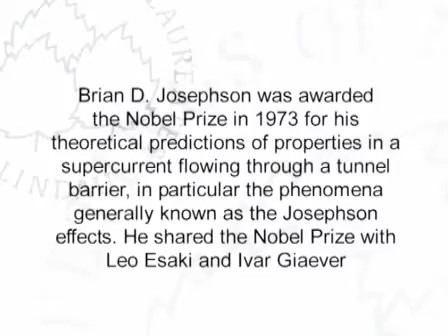 Brian D. Josephson was awarded
the Nobel Prize in 1973 for his
theoretical predictions of properties in a
supercurrent flowing through a tunnel
barrier, in particular the phenomena
generally known as the Josephson
effects. He shared the Nobel Prize with
Leo Esaki and Ivar Giaever